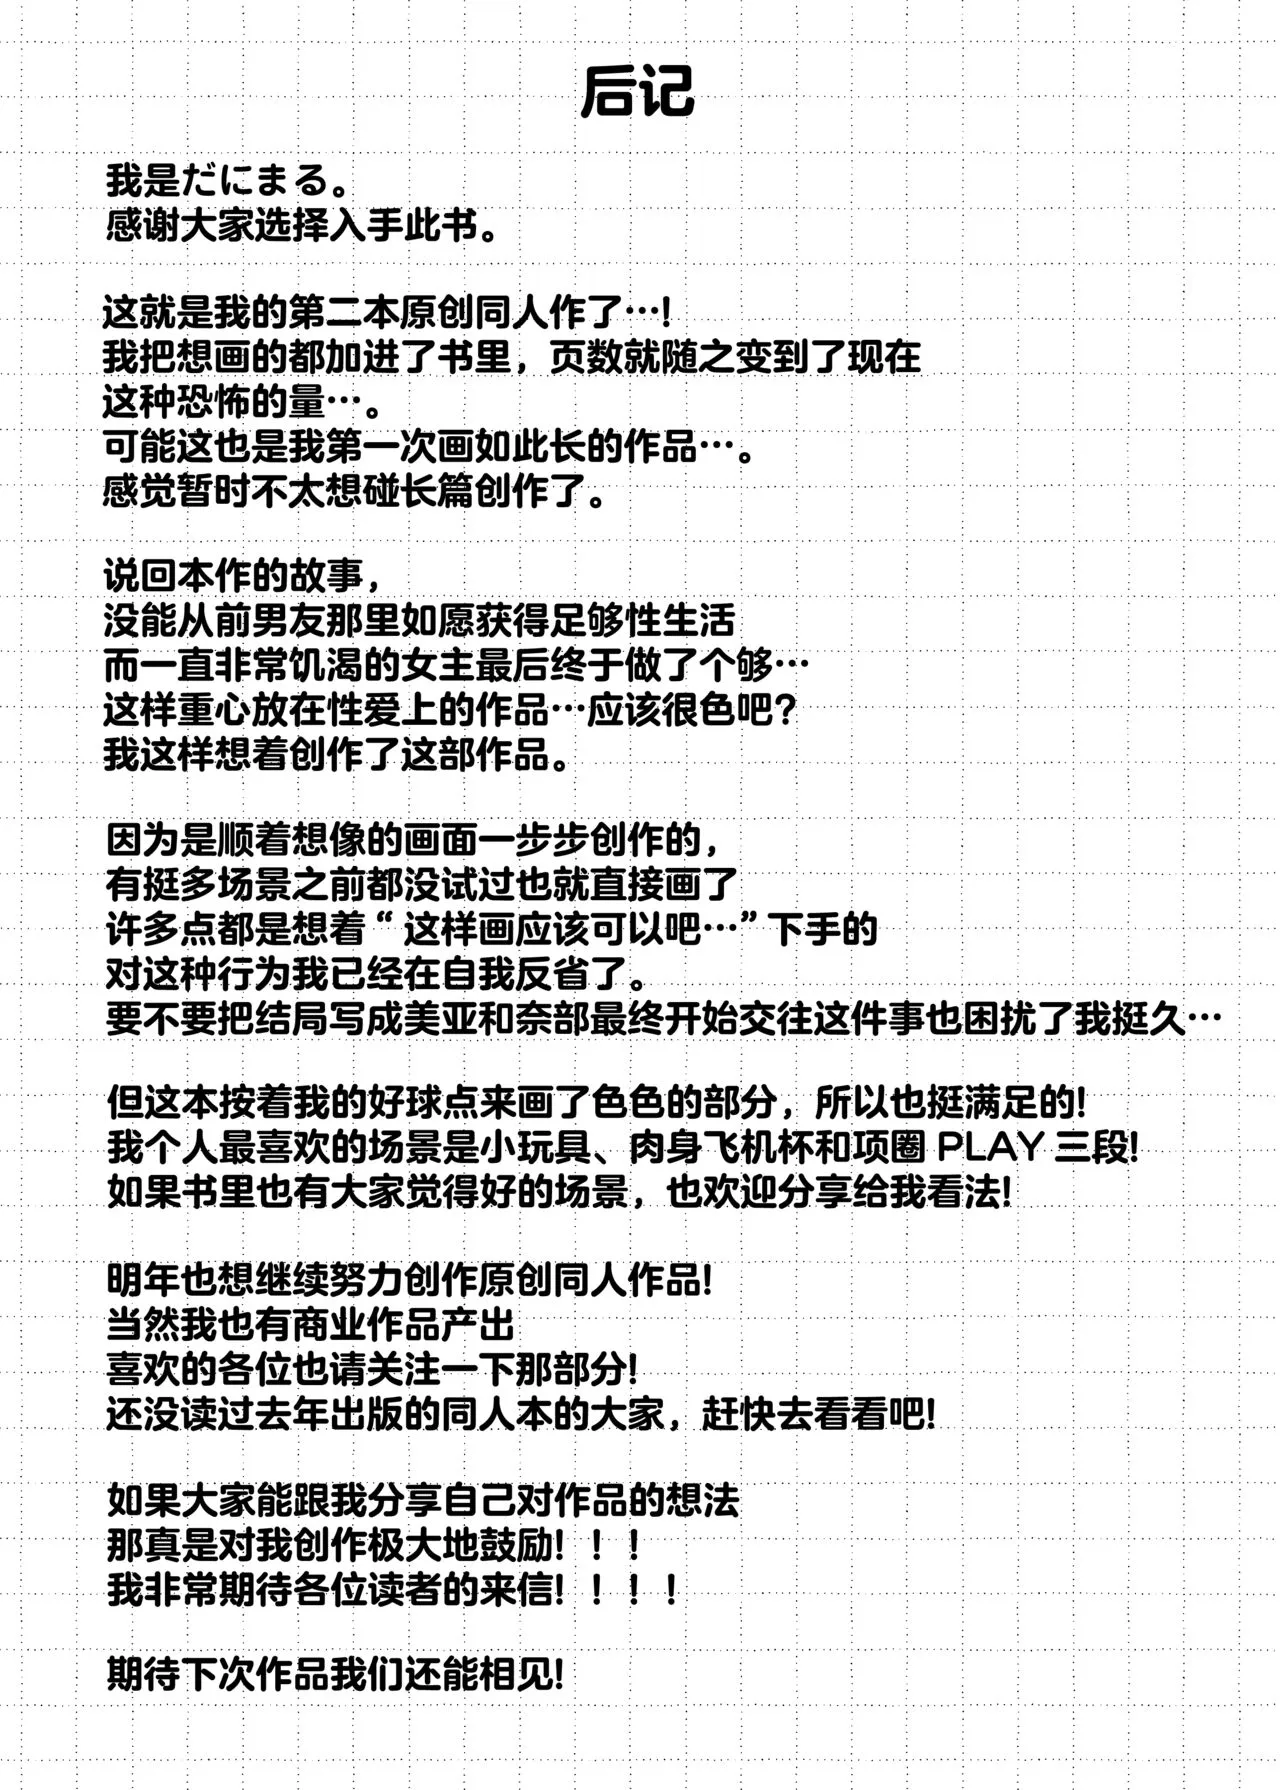 后记
我是だにまる。
感谢大家选择入手此书。
这就是我的第二本原创同人作了…!
我把想画的都加进了书里，页数就随之变到了现在
这种恐怖的量…。
可能这也是我第一次画如此长的作品…。
感觉暂时不太想碰长篇创作了。
说回本作的故事，
没能从前男友那里如愿获得足够性生活
而一直非常饥渴的女主最后终于做了个够…
这样重心放在性爱上的作品…应该很色吧?
我这样想着创作了这部作品。
因为是顺着想像的画面一步步创作的，
有挺多场景之前都没试过也就直接画了
许多点都是想着“这样画应该可以吧…”下手的
对这种行为我已经在自我反省了。
要不要把结局写成美亚和奈部最终开始交往这件事也困扰了我挺久…
但这本按着我的好球点来画了色色的部分，所以也挺满足的!
我个人最喜欢的场景是小玩具、肉身飞机杯和项圈 PLAY 三段!
如果书里也有大家觉得好的场景，也欢迎分享给我看法!
明年也想继续努力创作原创同人作品!
当然我也有商业作品产出
喜欢的各位也请关注一下那部分!
还没读过去年出版的同人本的大家，赶快去看看吧!
如果大家能跟我分享自己对作品的想法
那真是对我创作极大地鼓励!！！
我非常期待各位读者的来信!！！！
期待下次作品我们还能相见!